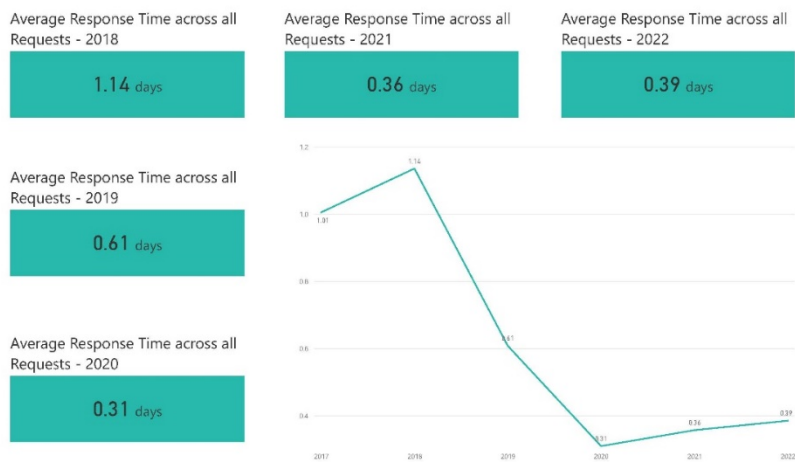 Average Response Time across all
Requests - 2018
1.14 days
Average Response Time across all
Requests - 2021
0.36 days
Average Response Time across all
Requests - 2022
0.39 days
Average Response Time across all
Requests - 2019
0.61 days
Average Response Time across all
Requests - 2020
0.31 days
1.2
1.0
0.8
0.6
0.4
1.01
1.14
0.61
0.31
0.36
0.39
2017
2018
2019
2020
2021
2022